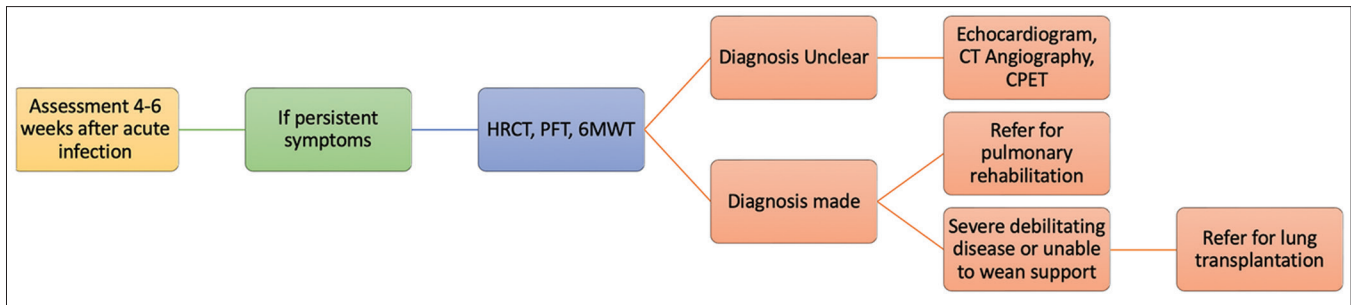 Assessment 4-6
weeks after acute
infection
If persistent
symptoms
HRCT, PFT, 6MWT
Diagnosis Unclear
Echocardiogram,
CT Angiography,
CPET
Diagnosis made
Refer for
pulmonary
rehabilitation
Severe debilitating
disease or unable
to wean support
Refer for lung
transplantation